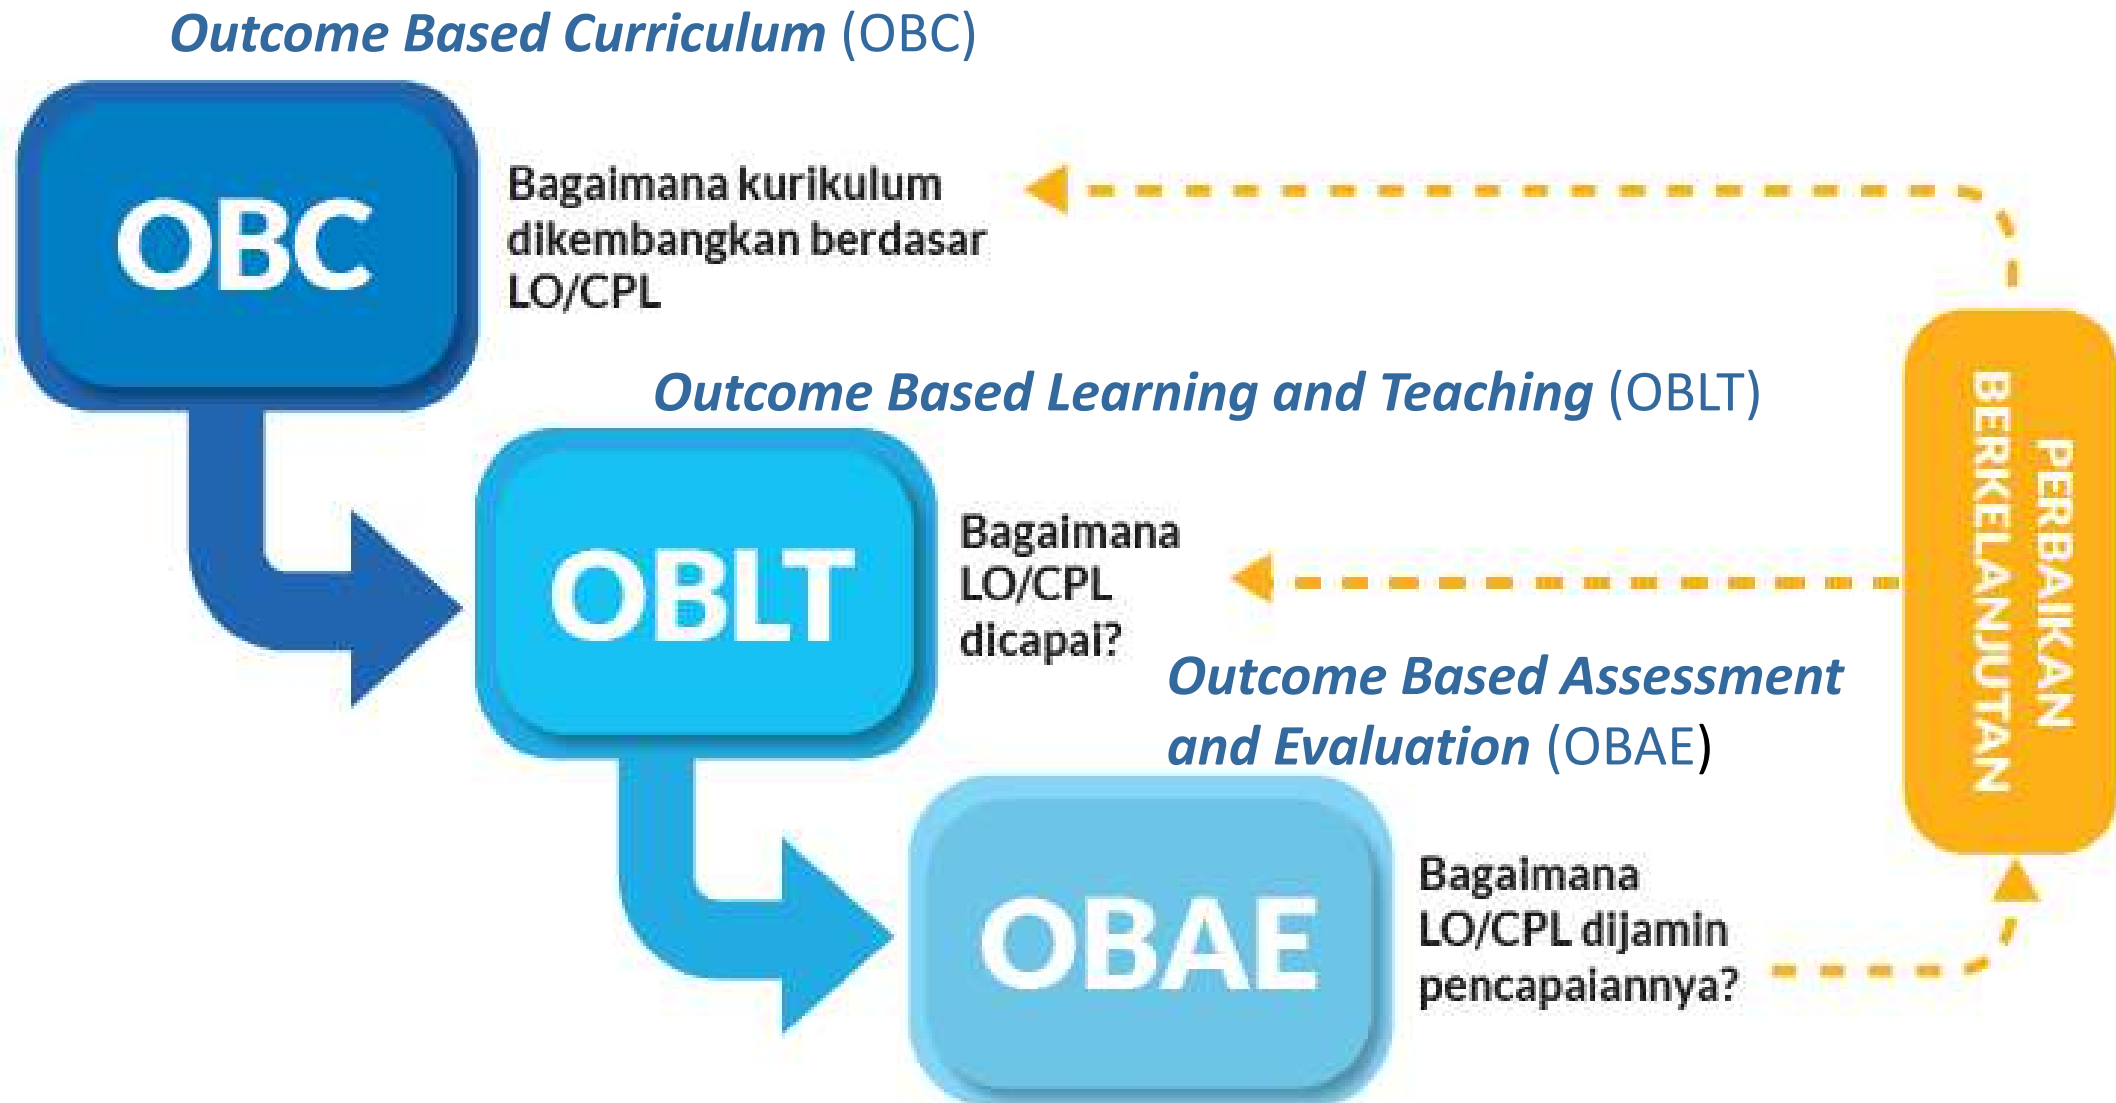 Outcome Based Curriculum (OBC)
OBC
Bagaimana kurikulum
dikembangkan berdasar
LO/CPL
Outcome Based Learning and Teaching (OBLT)
OBLT
Bagaimana
LO/CPL
dicapai?
Outcome Based Assessment
and Evaluation (OBAE)
OBAE
Bagaimana
LO/CPL dijamin
pencapaiannya?
PERBAIKAN
BERKELANJUTAN